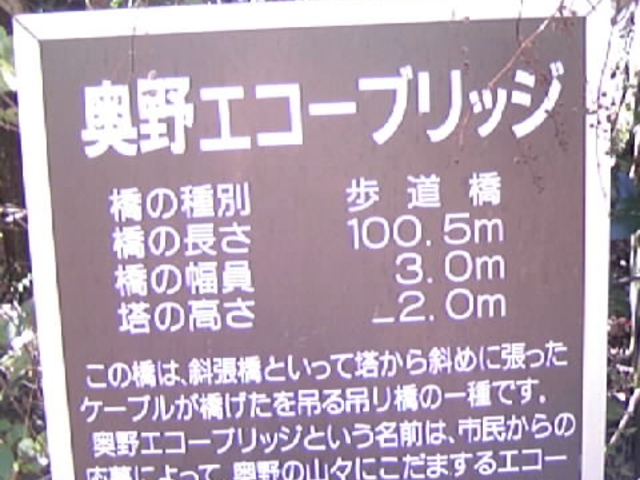 奥野エコーブリッジ
橋の種別 歩道橋
橋の長さ 100.5m
橋の幅員 3.0m
塔の高さ 2.0m
この橋は、斜張橋といって塔から斜めに張った
ケーブルが橋げたを吊る吊り橋の一種です。
奥野エコーブリッジという名前は、市民からの
応募によって、奥野の山々にこだまするエコー